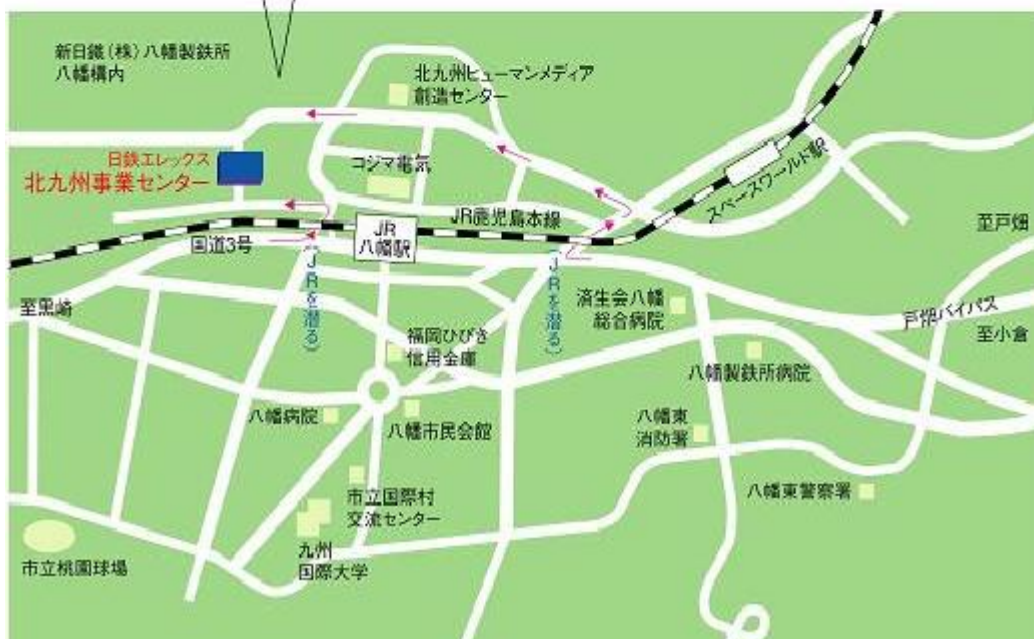 新日鐵(株)八幡製鉄所
八幡構内
北九州ヒューマンメディア
創造センター
日鉄エレックス
北九州事業センター
コジマ電気
スペースワールド駅
JR鹿児島本線
JR
八幡駅
国道3号
至戸畑
(JRを潜る)
(JRを潜る)
済生会八幡
総合病院
至黒崎
戸畑バイパス
至小倉
福岡ひびき
信用金庫
八幡製鉄所病院
八幡病院
八幡市民会館
八幡東
消防署
市立国際村
交流センター
八幡東警察署
九州
国際大学
市立桃園球場